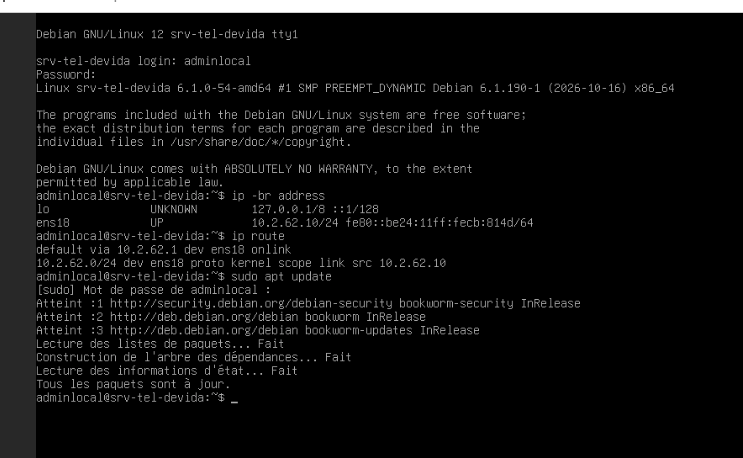 Debian GNU/Linux 12 srv-tel-devida tty1
srv-tel-devida login: adminlocal
Password:
Linux srv-tel-devida 6.1.0-54-amd64 #1 SMP PREEMPT_DYNAMIC Debian 6.1.190-1 (2026-10-16) x86_64
The programs included with the Debian GNU/Linux system are free software;
the exact distribution terms for each program are described in the
individual files in /usr/share/doc/*/copyright.
Debian GNU/Linux comes with ABSOLUTELY NO WARRANTY, to the extent
permitted by applicable law.
adminlocal@srv-tel-devida:~$ ip -br address
lo               UNKNOWN        127.0.0.1/8 ::1/128
ens18            UP             10.2.62.10/24 fe80::be24:11ff:fecb:814d/64
adminlocal@srv-tel-devida:~$ ip route
default via 10.2.62.1 dev ens18 onlink
10.2.62.0/24 dev ens18 proto kernel scope link src 10.2.62.10
adminlocal@srv-tel-devida:~$ sudo apt update
[sudo] Mot de passe de adminlocal :
Atteint :1 http://security.debian.org/debian-security bookworm-security InRelease
Atteint :2 http://deb.debian.org/debian bookworm InRelease
Atteint :3 http://deb.debian.org/debian bookworm-updates InRelease
Lecture des listes de paquets... Fait
Construction de l'arbre des dépendances... Fait
Lecture des informations d'état... Fait
Tous les paquets sont à jour.
adminlocal@srv-tel-devida:~$ _